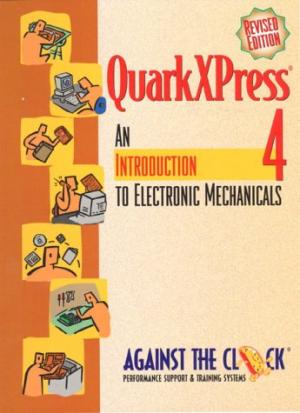 REVISED
EDITION
QuarkXPress®
AN
INTRODUCTION 4
TO ELECTRONIC MECHANICALS
AGAINST THE CLOCK®
PERFORMANCE SUPPORT & TRAINING SYSTEMS